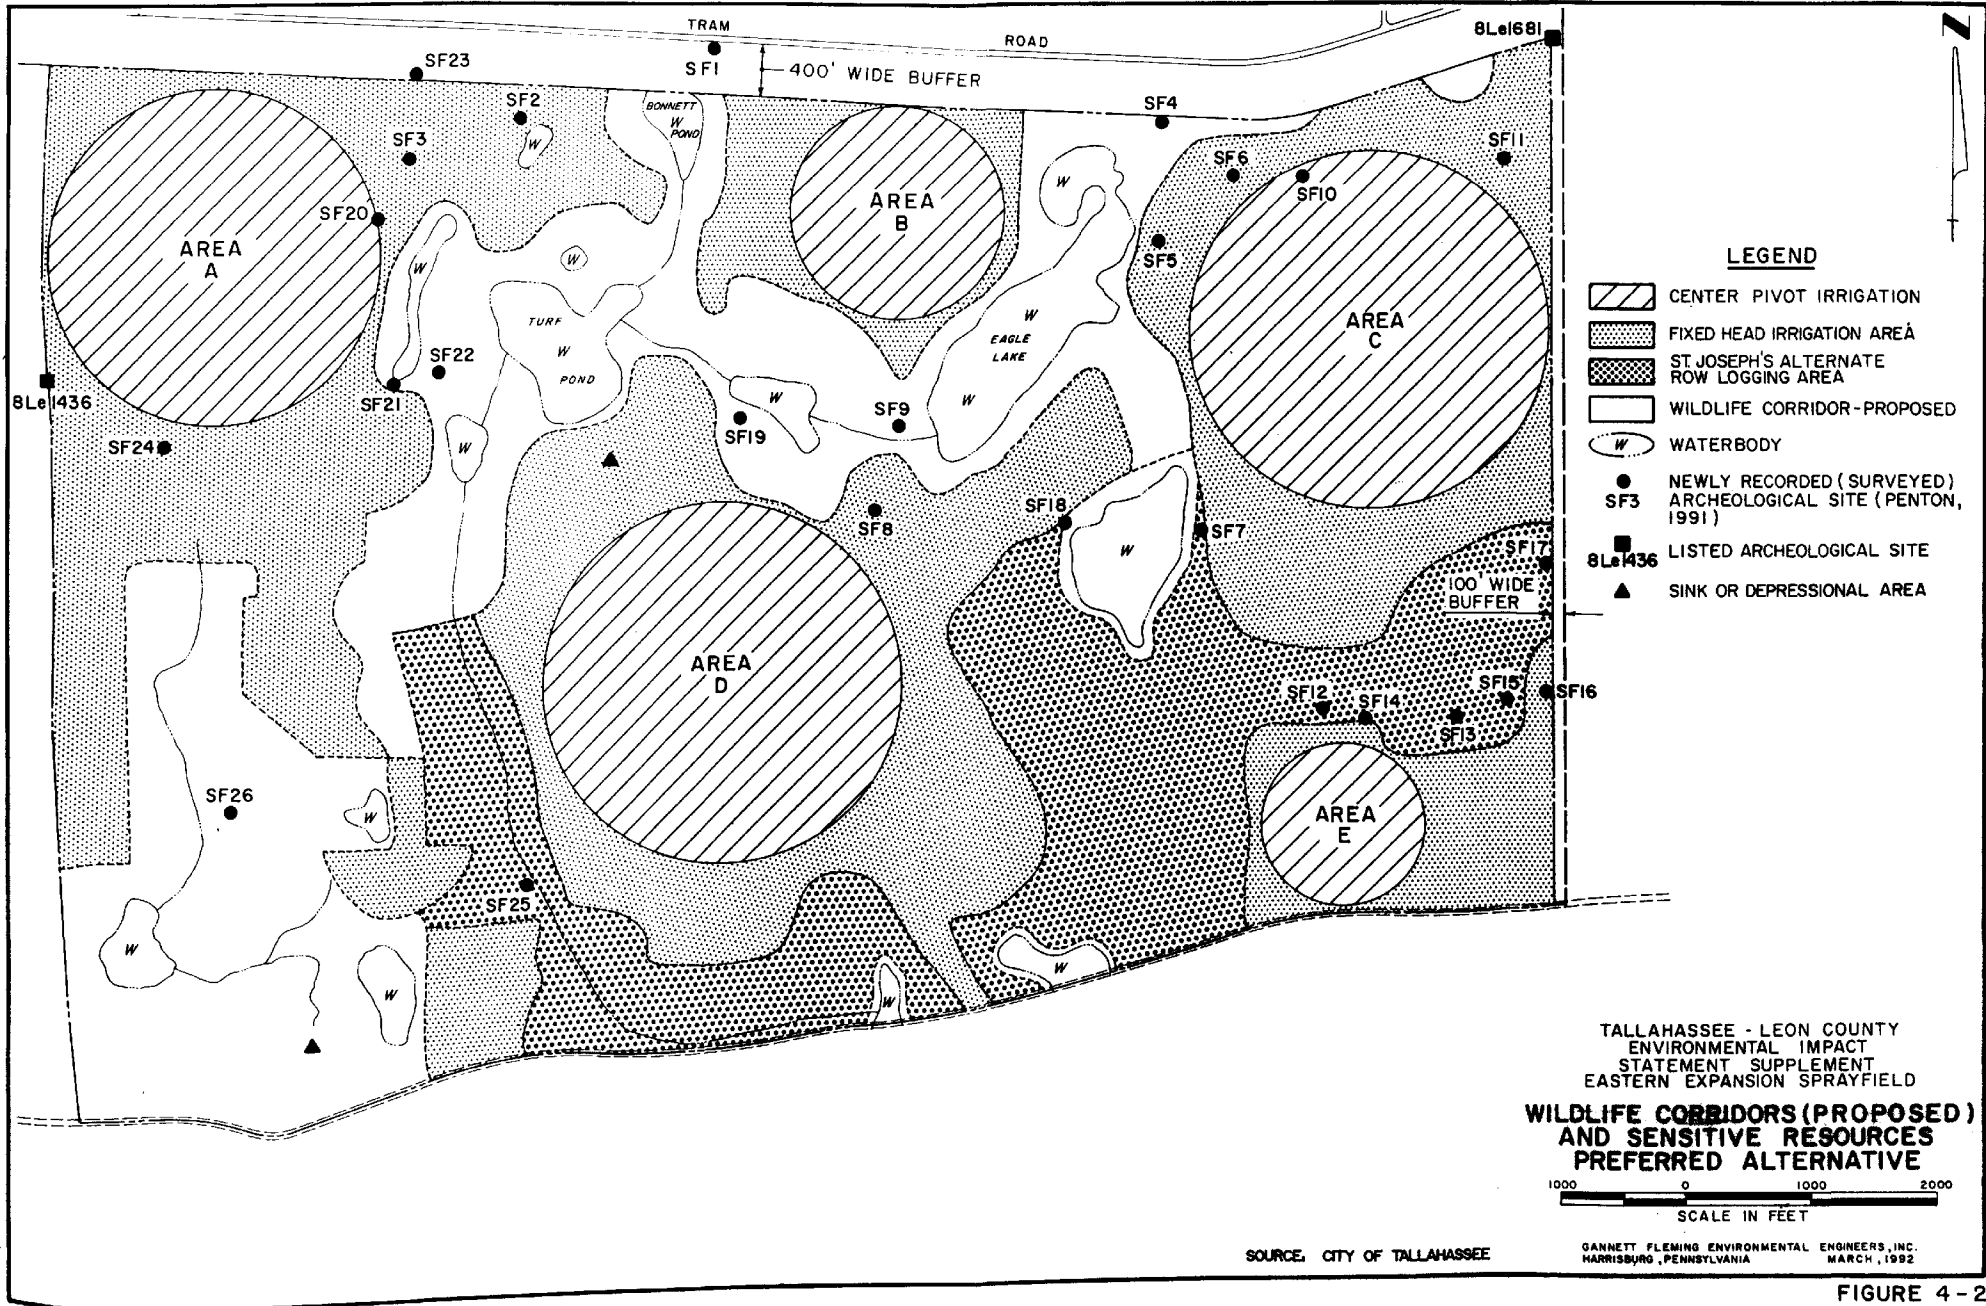 TRAM
ROAD
8Le1681
SF23
SF1
400' WIDE BUFFER
SF2
BONNETT
W
POND
SF4
SF3
W
SF11
SF6
SF10
W
SF20
AREA
B
AREA
A
SF5
W
W
TURF
W
POND
W
EAGLE
LAKE
W
AREA
C
SF22
8Le1436
SF21
W
SF9
SF19
SF24
W
SF18
SF8
SF7
W
SF17
100' WIDE
BUFFER
AREA
D
SF12
SF14
SF15
SF16
SF13
SF26
W
AREA
E
SF25
W
W
W
W
LEGEND
CENTER PIVOT IRRIGATION
FIXED HEAD IRRIGATION AREA
ST. JOSEPH'S ALTERNATE
ROW LOGGING AREA
WILDLIFE CORRIDOR-PROPOSED
W WATERBODY
NEWLY RECORDED (SURVEYED)
SF3 ARCHEOLOGICAL SITE (PENTON,
1991)
8Le1436 LISTED ARCHEOLOGICAL SITE
SINK OR DEPRESSIONAL AREA
TALLAHASSEE - LEON COUNTY
ENVIRONMENTAL IMPACT
STATEMENT SUPPLEMENT
EASTERN EXPANSION SPRAYFIELD
WILDLIFE CORRIDORS (PROPOSED)
AND SENSITIVE RESOURCES
PREFERRED ALTERNATIVE
1000 0 1000 2000
SCALE IN FEET
SOURCE: CITY OF TALLAHASSEE
GANNETT FLEMING ENVIRONMENTAL ENGINEERS, INC.
HARRISBURG, PENNSYLVANIA MARCH, 1992
FIGURE 4-2